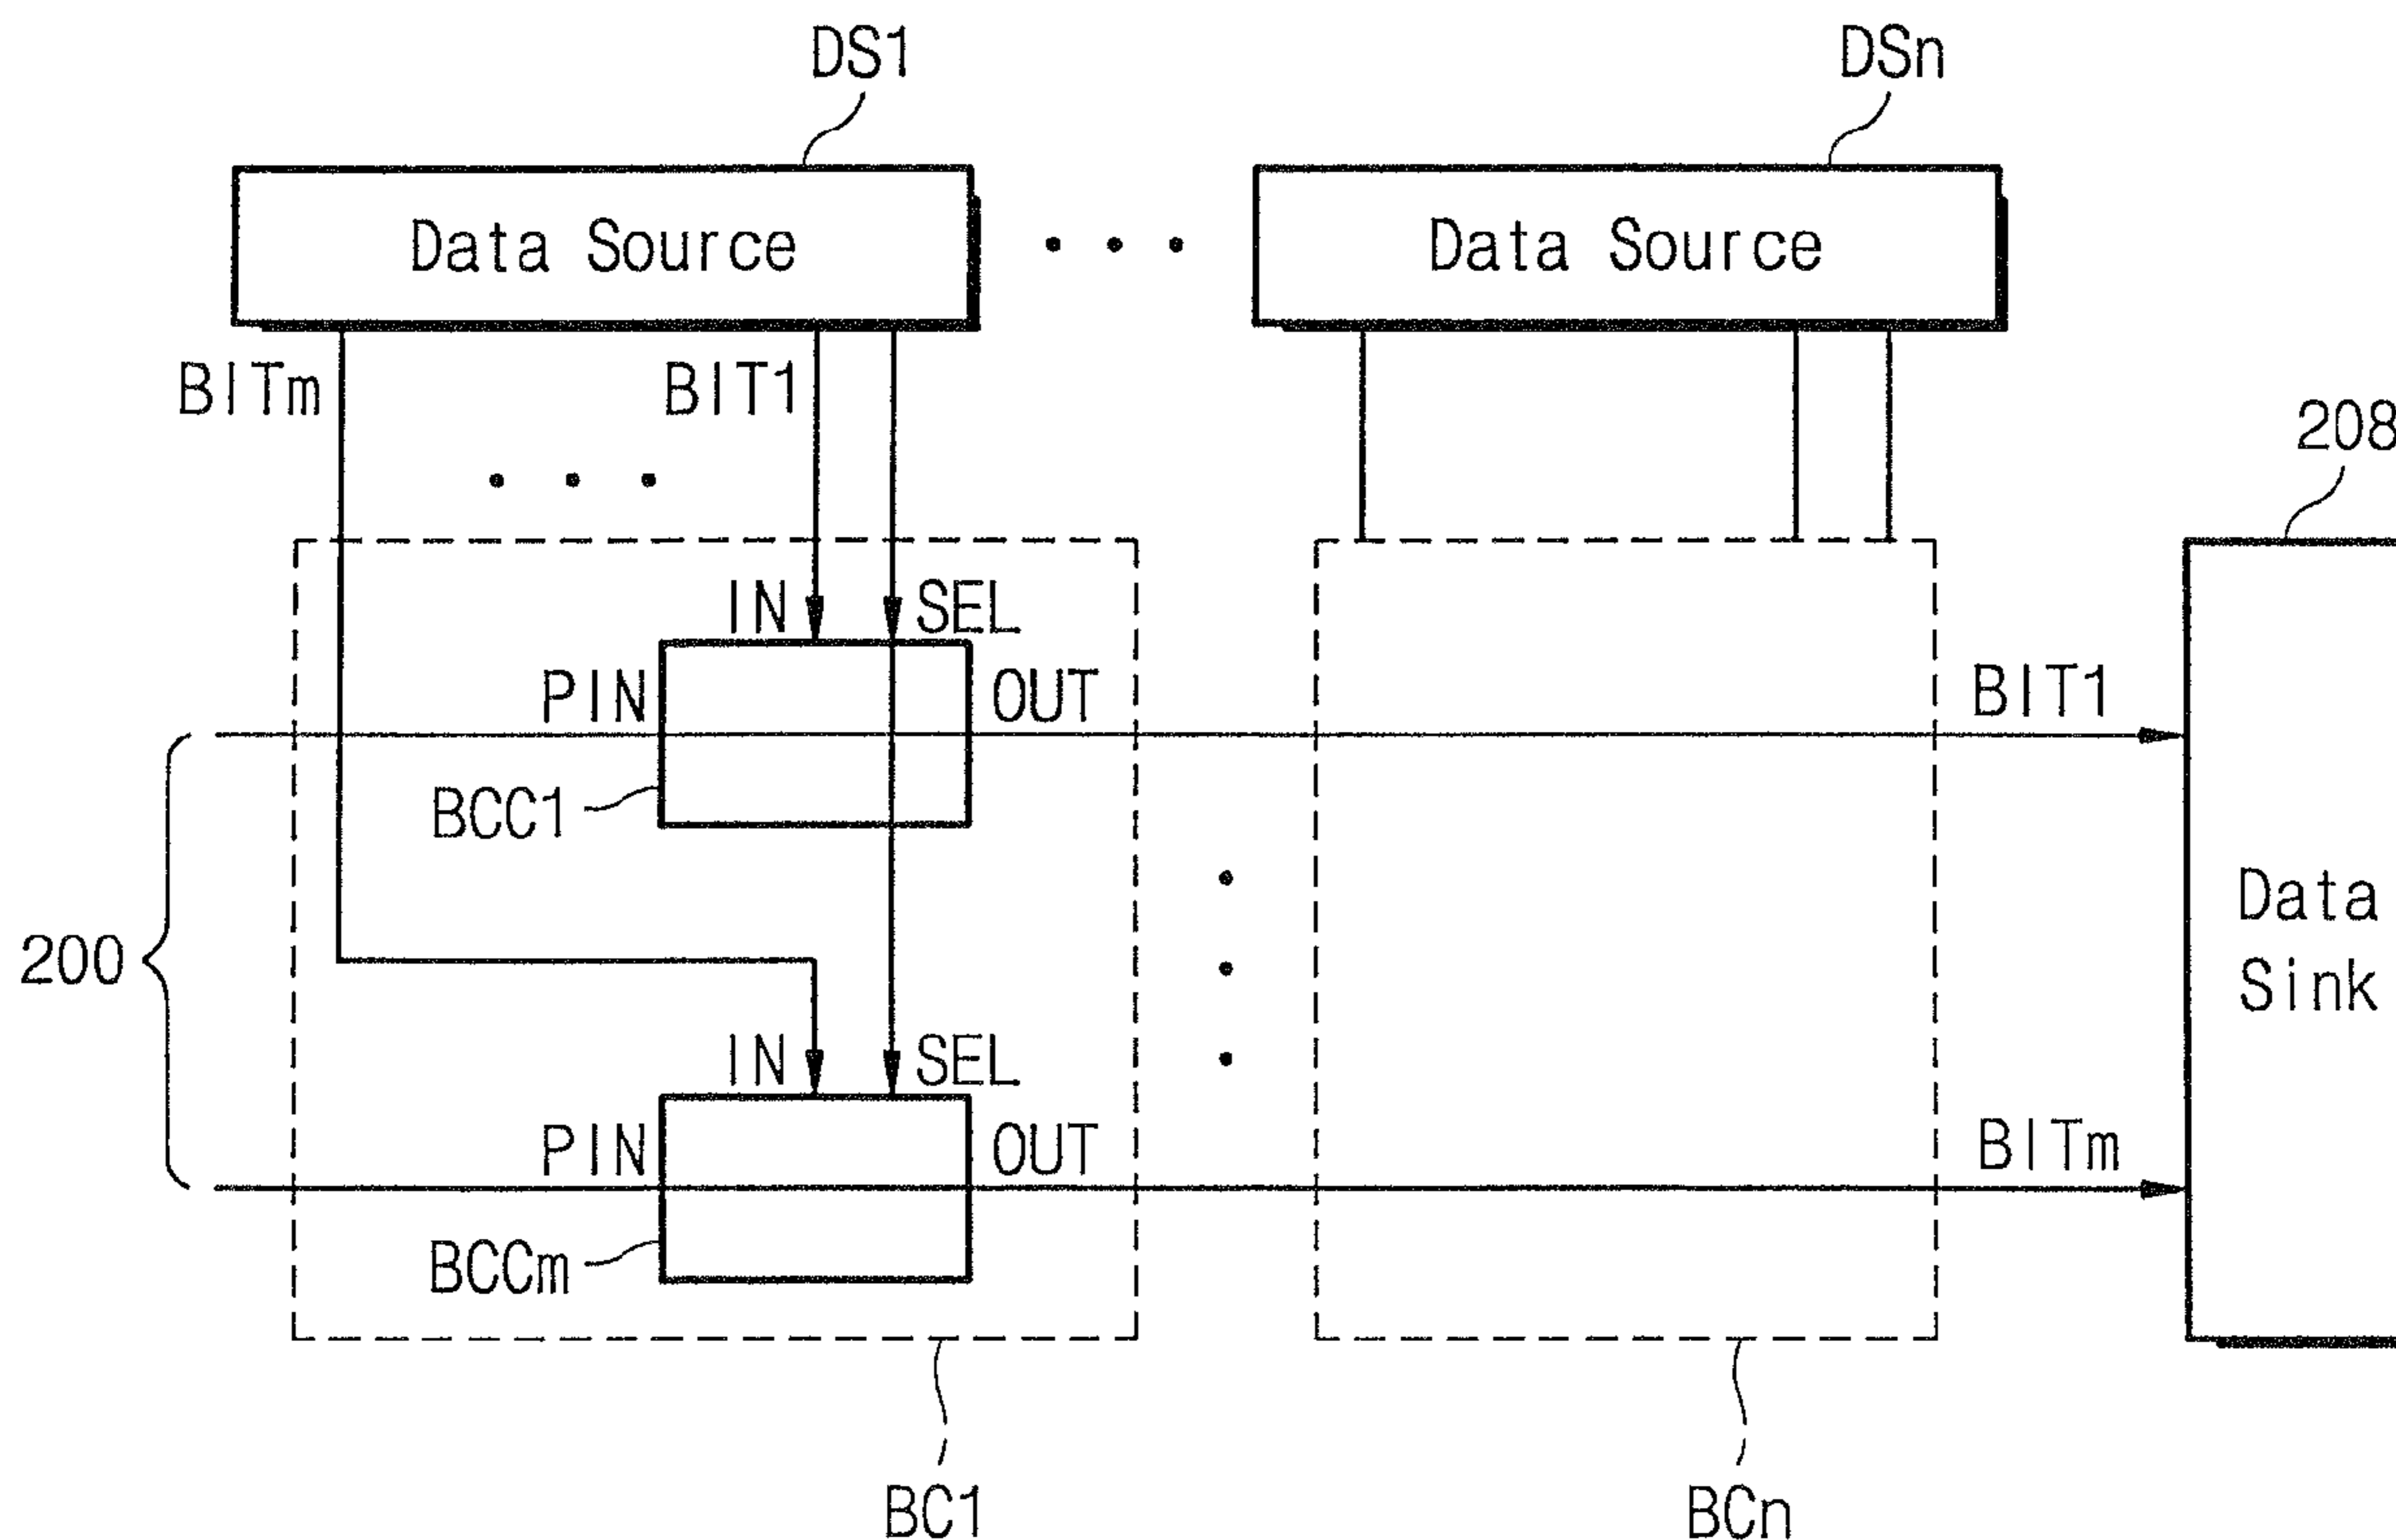 DS1
DSn
Data Source
Data Source
BITm
BIT1
208
IN
SEL
PIN
OUT
BIT1
BCC1
Data
Sink
200
IN
SEL
PIN
OUT
BITm
BCCm
BC1
BCn